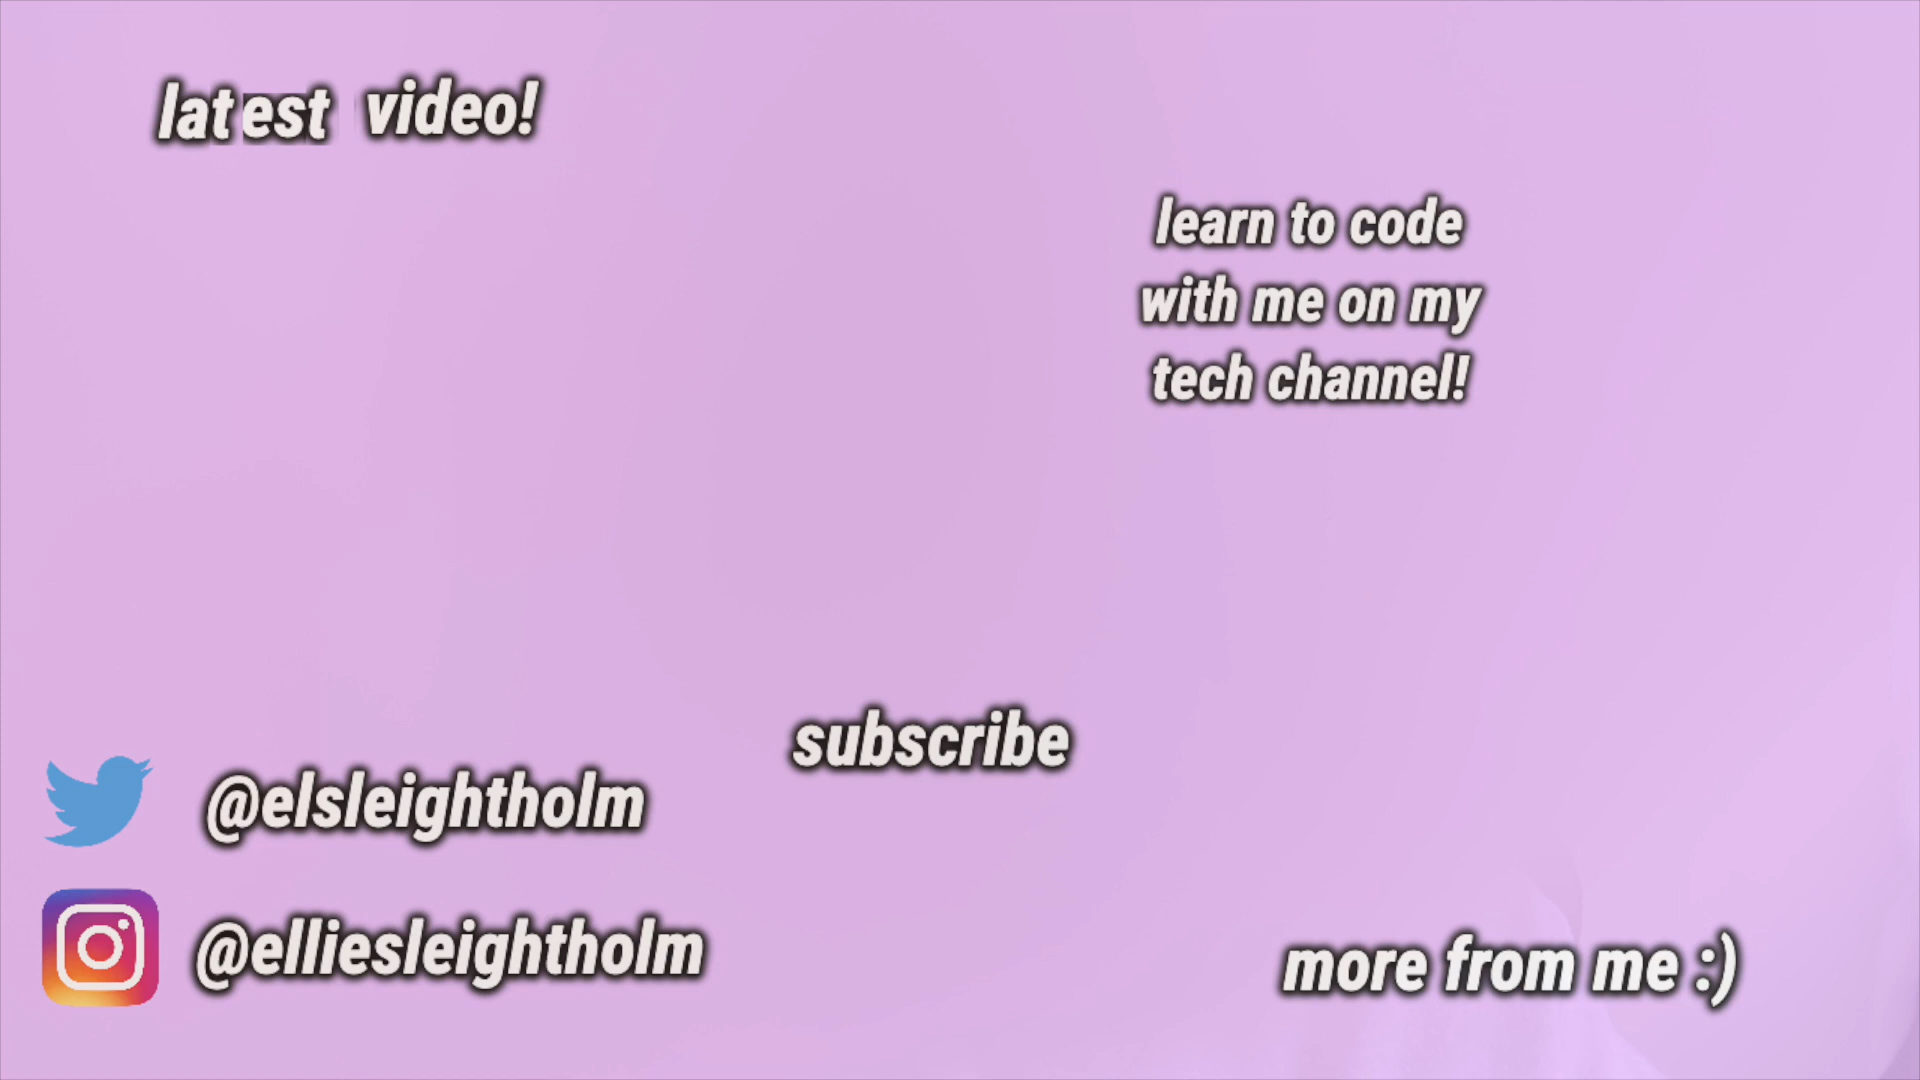 latest video!
learn to code
with me on my
tech channel!
subscribe
@elsleightholm
@elliesleightholm
more from me :)